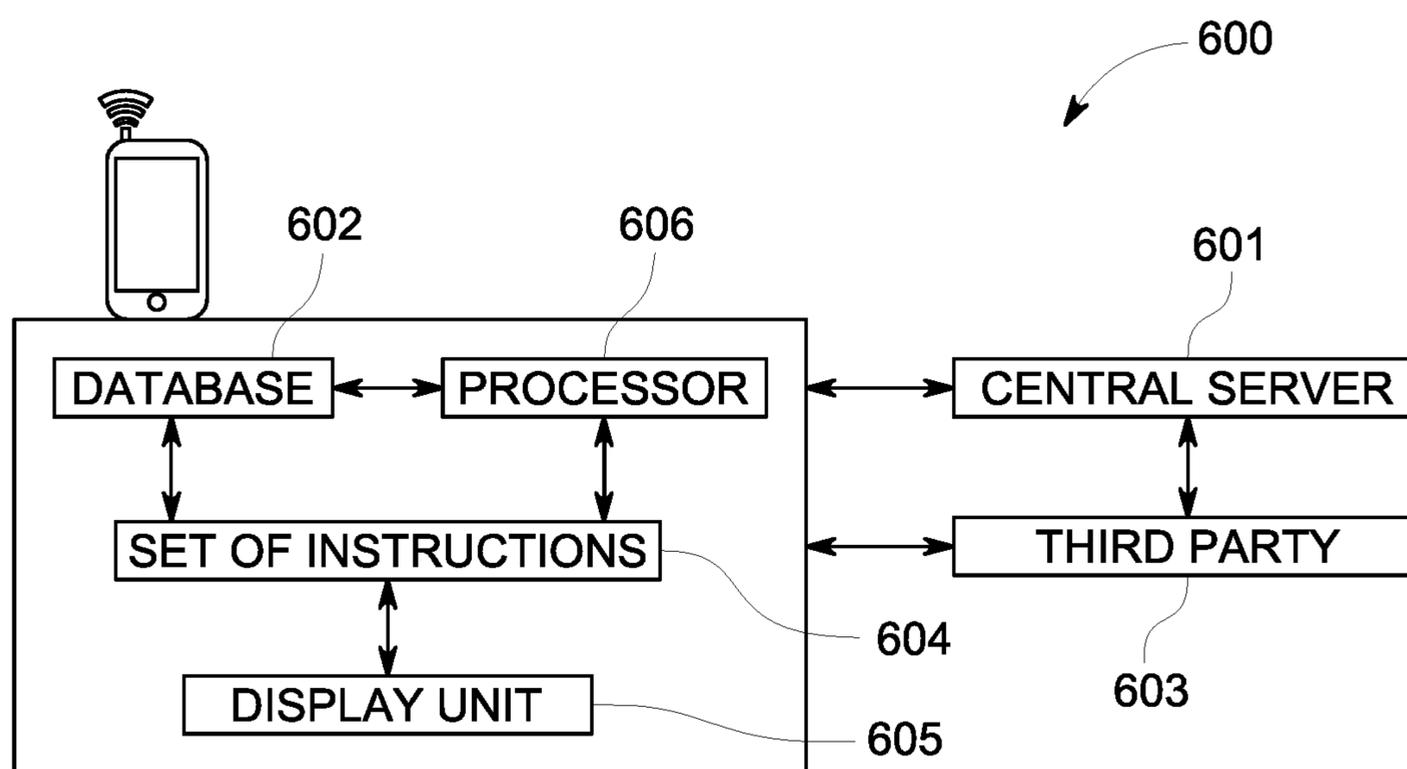 600
602
606
601
DATABASE
PROCESSOR
CENTRAL SERVER
SET OF INSTRUCTIONS
THIRD PARTY
604
603
DISPLAY UNIT
605